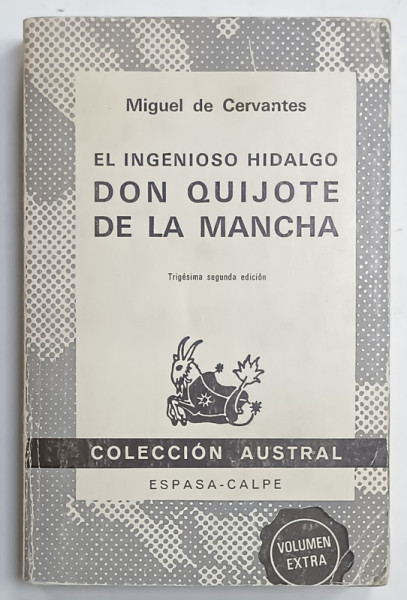 Miguel de Cervantes
EL INGENIOSO HIDALGO
DON QUIJOTE
DE LA MANCHA
Trigésima segunda edición
COLECCIÓN AUSTRAL
ESPASA-CALPE
VOLUMEN
EXTRA